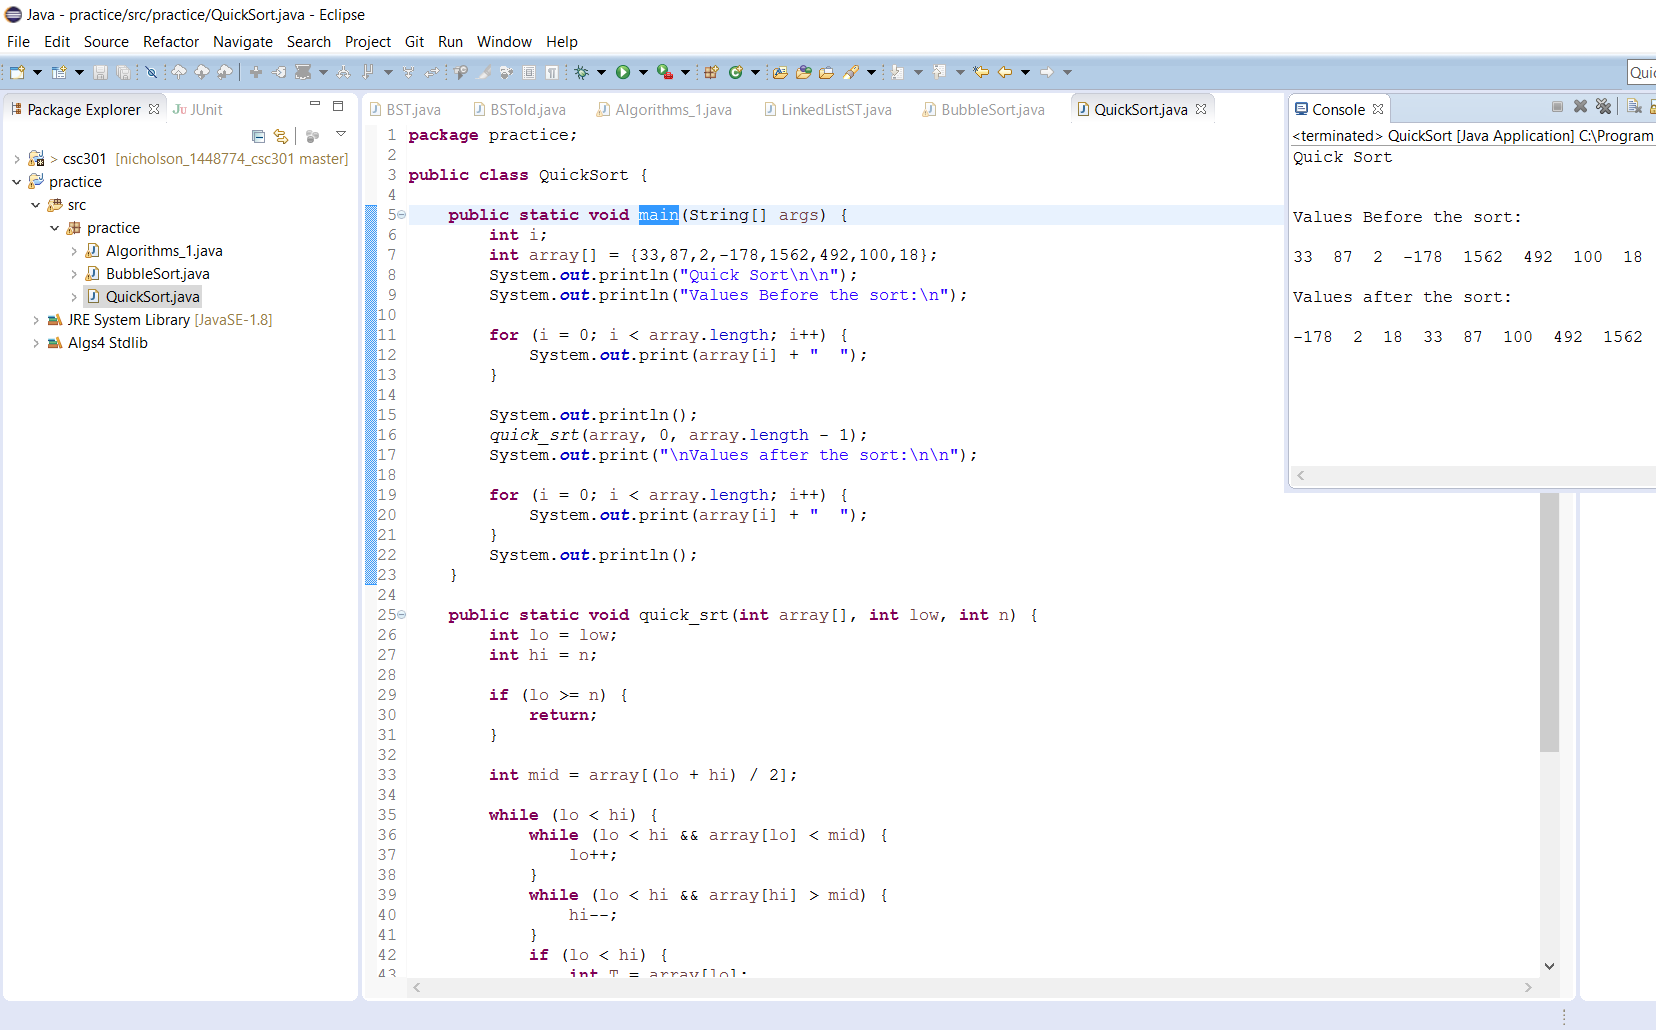 Java - practice/src/practice/QuickSort.java - Eclipse
File Edit Source Refactor Navigate Search Project Git Run Window Help
Quic
Package Explorer JUnit
> csc301 [nicholson_1448774_csc301 master]
practice
src
practice
Algorithms_1.java
BubbleSort.java
QuickSort.java
JRE System Library [JavaSE-1.8]
Algs4 Stdlib
BST.java BSTold.java Algorithms_1.java LinkedListST.java BubbleSort.java QuickSort.java
1 package practice;
2
3 public class QuickSort {
4
5 public static void main(String[] args) {
6 int i;
7 int array[] = {33,87,2,-178,1562,492,100,18};
8 System.out.println("Quick Sort\n\n");
9 System.out.println("Values Before the sort:\n");
10
11 for (i = 0; i < array.length; i++) {
12 System.out.print(array[i] + "  ");
13 }
14
15 System.out.println();
16 quick_srt(array, 0, array.length - 1);
17 System.out.print("\nValues after the sort:\n\n");
18
19 for (i = 0; i < array.length; i++) {
20 System.out.print(array[i] + "  ");
21 }
22 System.out.println();
23 }
24
25 public static void quick_srt(int array[], int low, int n) {
26 int lo = low;
27 int hi = n;
28
29 if (lo >= n) {
30 return;
31 }
32
33 int mid = array[(lo + hi) / 2];
34
35 while (lo < hi) {
36 while (lo < hi && array[lo] < mid) {
37 lo++;
38 }
39 while (lo < hi && array[hi] > mid) {
40 hi--;
41 }
42 if (lo < hi) {
43 int T = array[lo];
Console
<terminated> QuickSort [Java Application] C:\Program
Quick Sort
Values Before the sort:
33  87  2  -178  1562  492  100  18
Values after the sort:
-178  2  18  33  87  100  492  1562